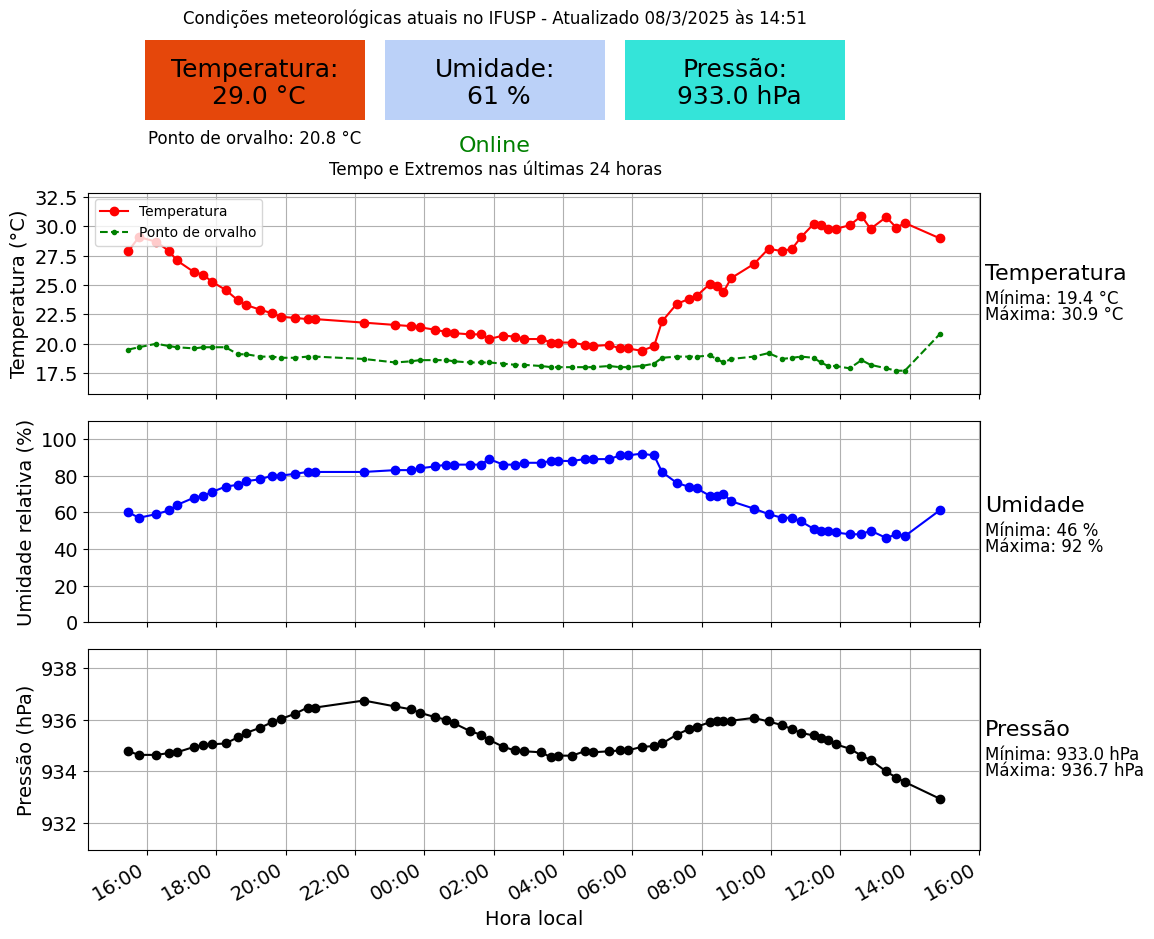 Condições meteorológicas atuais no IFUSP - Atualizado 08/3/2025 às 14:51
Temperatura:
29.0 °C
Umidade:
61 %
Pressão:
933.0 hPa
Ponto de orvalho: 20.8 °C
Online
Tempo e Extremos nas últimas 24 horas
Temperatura (°C)
32.5
30.0
27.5
25.0
22.5
20.0
17.5
Temperatura
Ponto de orvalho
Temperatura
Mínima: 19.4 °C
Máxima: 30.9 °C
Umidade relativa (%)
100
80
60
40
20
0
Umidade
Mínima: 46 %
Máxima: 92 %
Pressão (hPa)
938
936
934
932
Pressão
Mínima: 933.0 hPa
Máxima: 936.7 hPa
16:00
18:00
20:00
22:00
00:00
02:00
04:00
06:00
08:00
10:00
12:00
14:00
16:00
Hora local